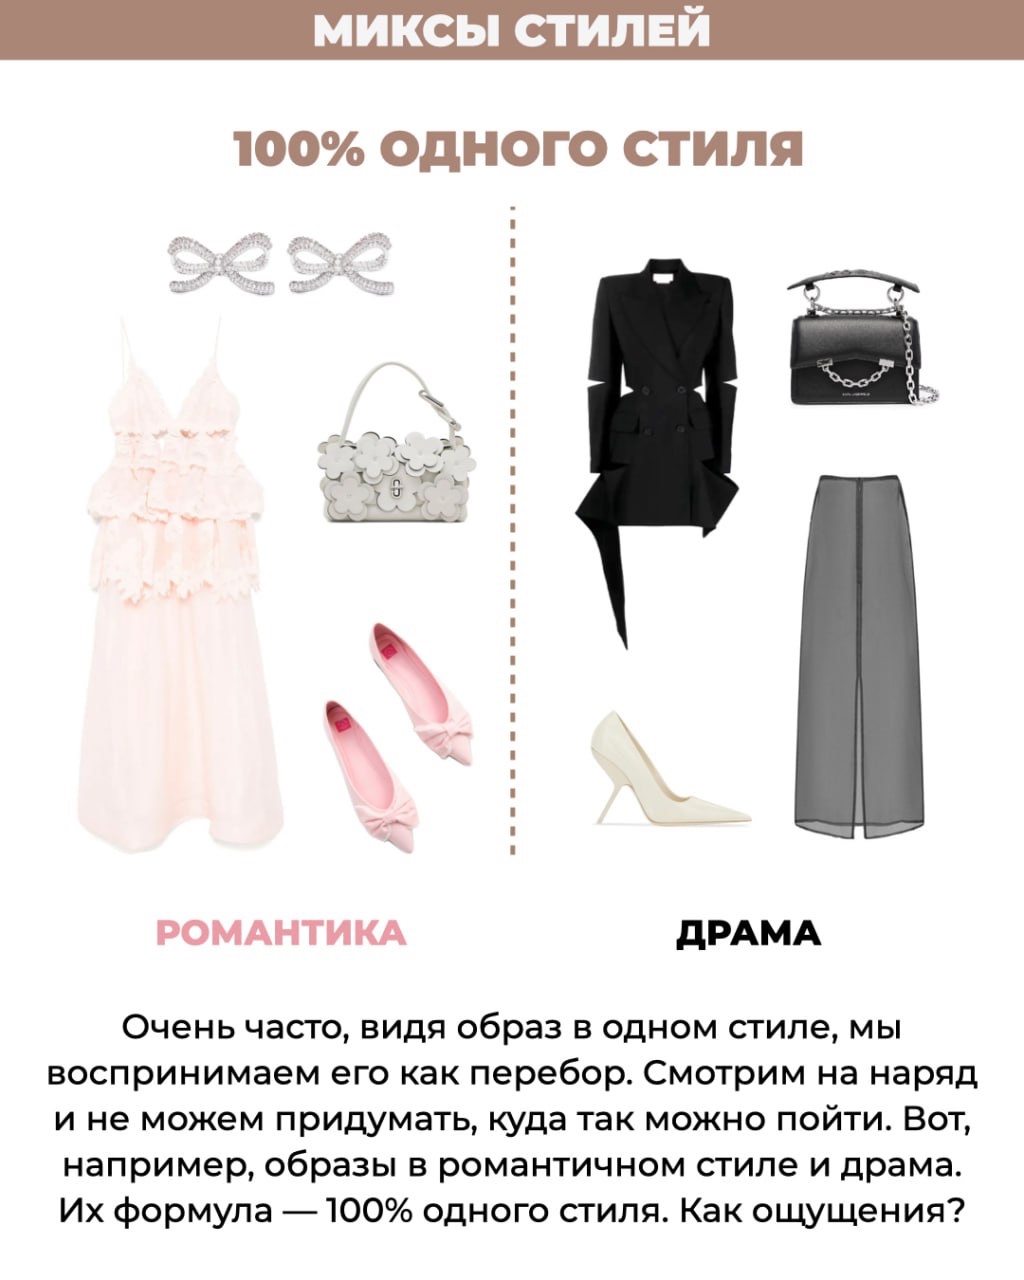 МИКСЫ СТИЛЕЙ
100% ОДНОГО СТИЛЯ
РОМАНТИКА
ДРАМА
Очень часто, видя образ в одном стиле, мы
воспринимаем его как перебор. Смотрим на наряд
и не можем придумать, куда так можно пойти. Вот,
например, образы в романтичном стиле и драма.
Их формула — 100% одного стиля. Как ощущения?